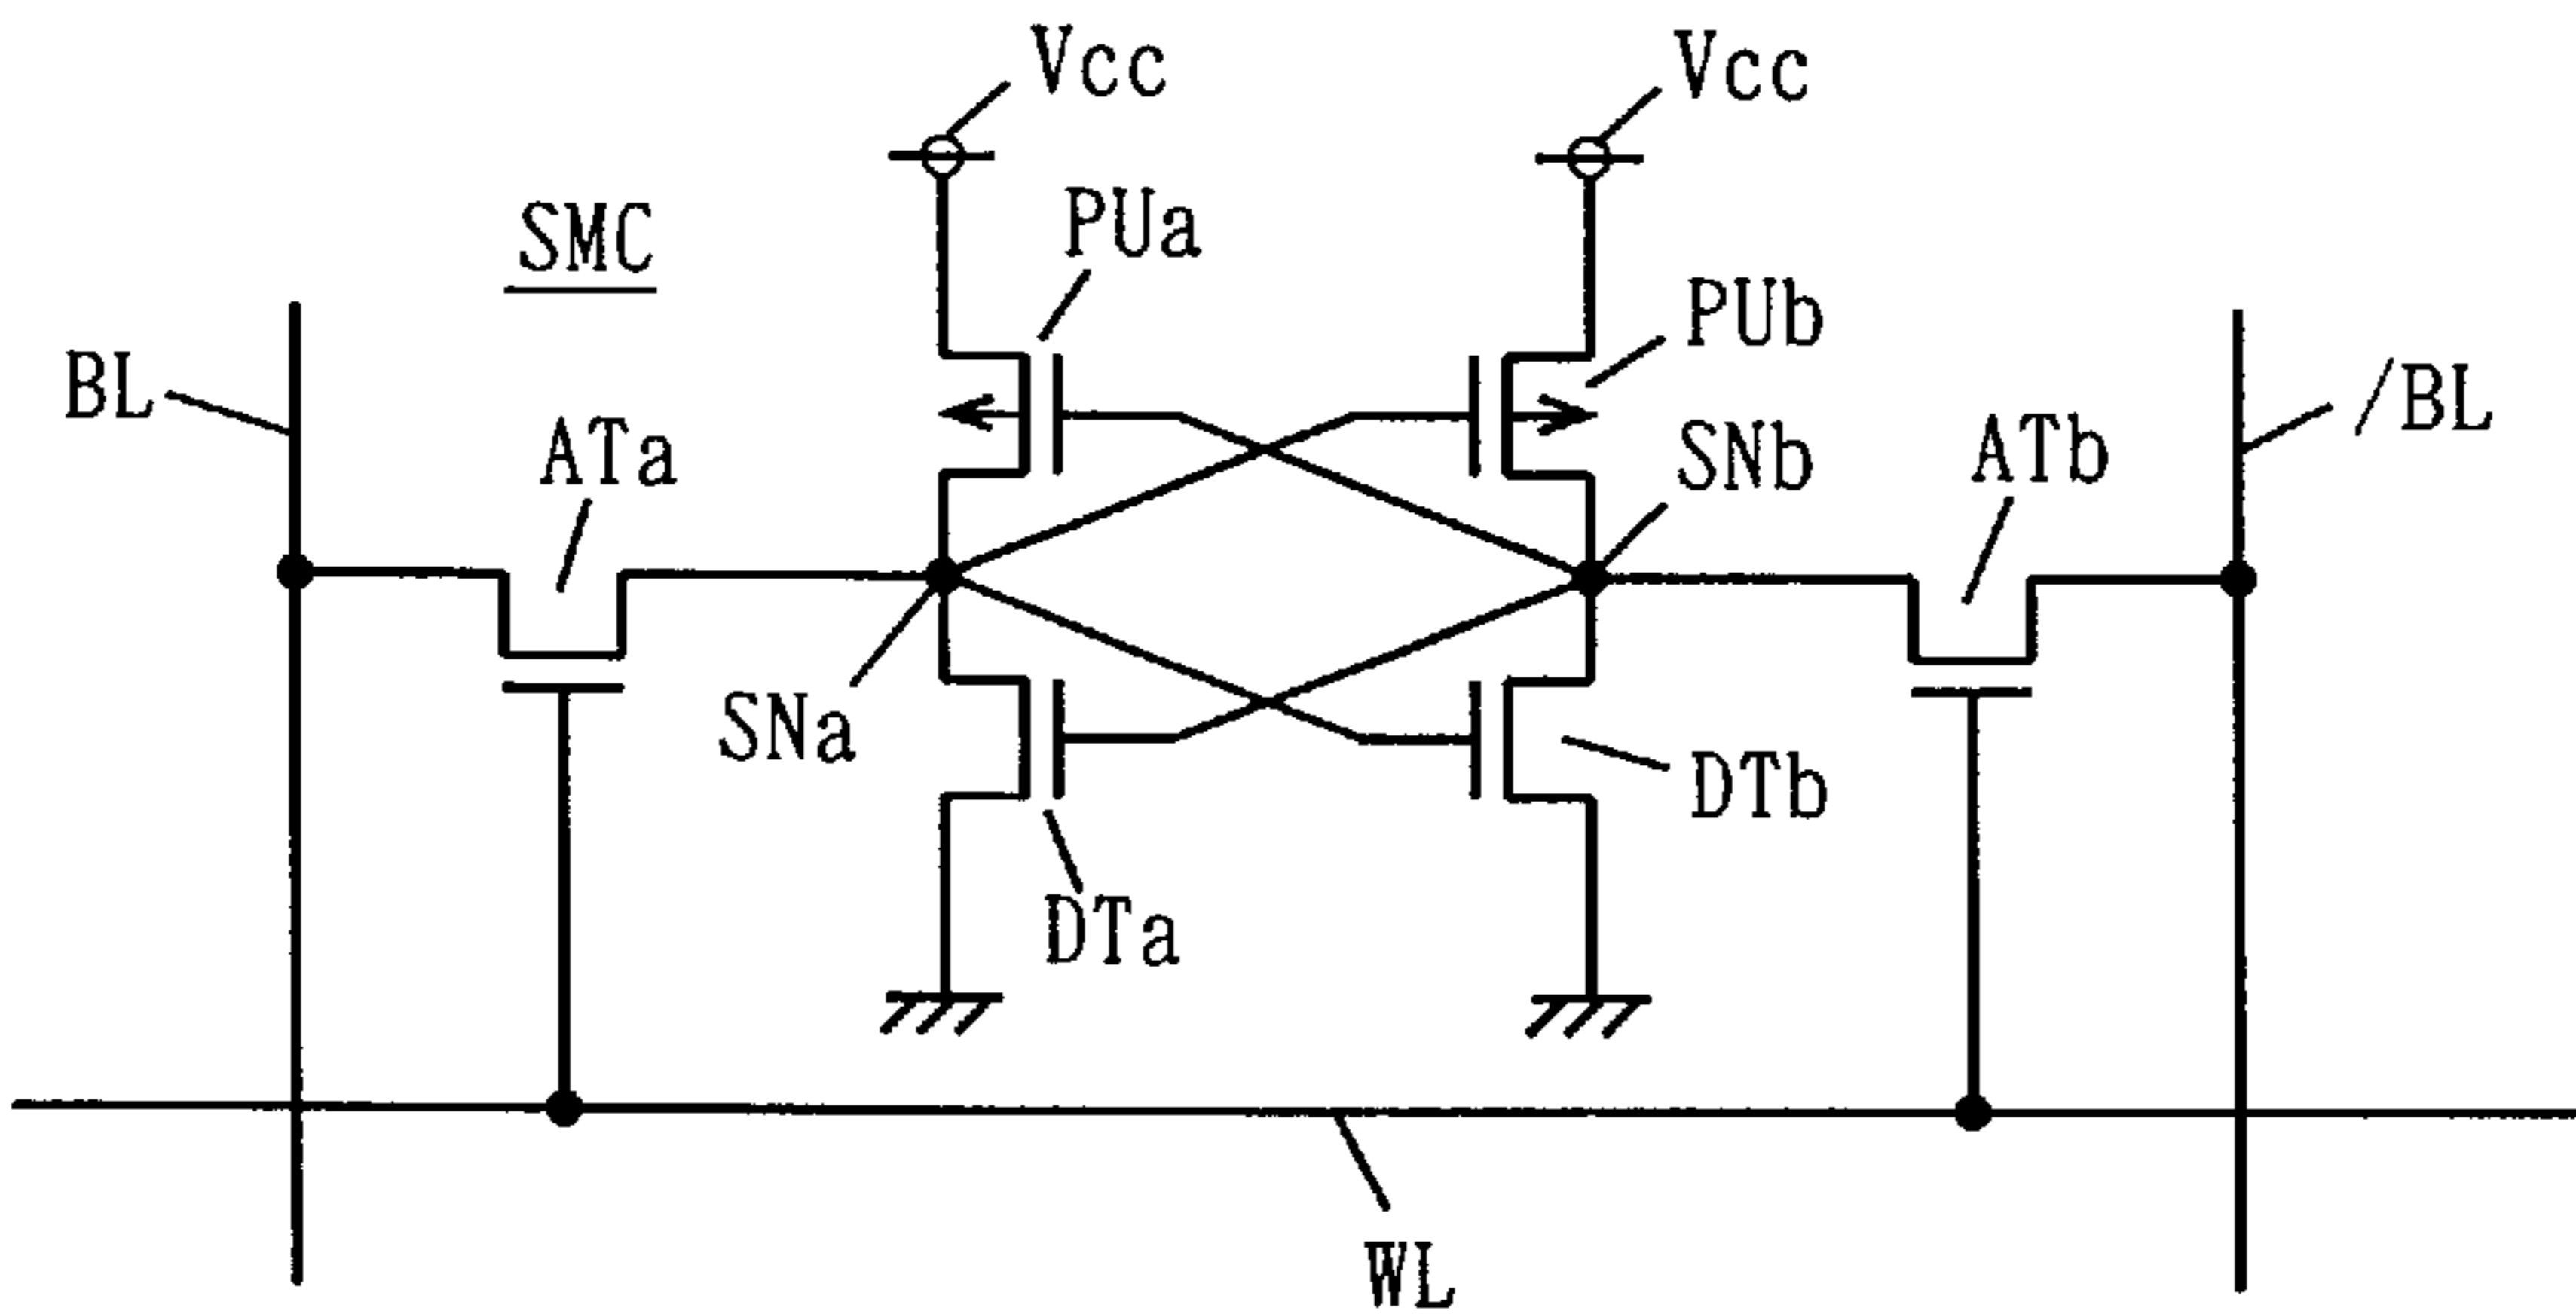 Vcc
Vcc
SMC
PUa
PUb
BL
ATa
SNb
ATb
/BL
SNa
DTb
DTa
WL